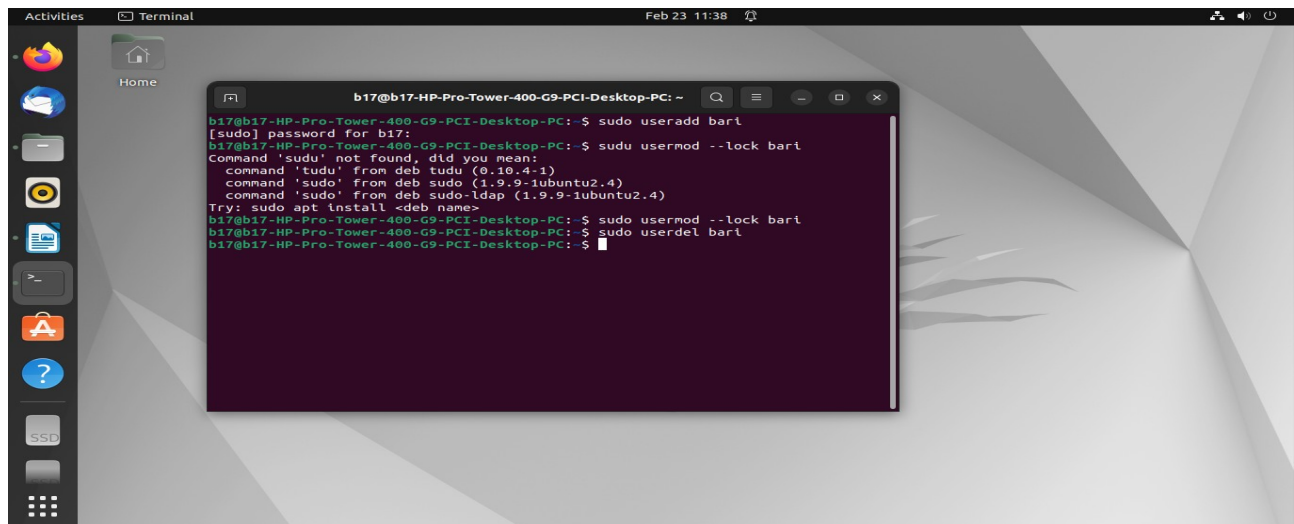 Activities
Terminal
Feb 23 11:38
Home
b17@b17-HP-Pro-Tower-400-G9-PCI-Desktop-PC: ~
b17@b17-HP-Pro-Tower-400-G9-PCI-Desktop-PC:~$ sudo useradd bari
[sudo] password for b17:
b17@b17-HP-Pro-Tower-400-G9-PCI-Desktop-PC:~$ sudu usermod --lock bari
Command 'sudu' not found, did you mean:
  command 'tudu' from deb tudu (0.10.4-1)
  command 'sudo' from deb sudo (1.9.9-1ubuntu2.4)
  command 'sudo' from deb sudo-ldap (1.9.9-1ubuntu2.4)
Try: sudo apt install <deb name>
b17@b17-HP-Pro-Tower-400-G9-PCI-Desktop-PC:~$ sudo usermod --lock bari
b17@b17-HP-Pro-Tower-400-G9-PCI-Desktop-PC:~$ sudo userdel bari
b17@b17-HP-Pro-Tower-400-G9-PCI-Desktop-PC:~$
SSD